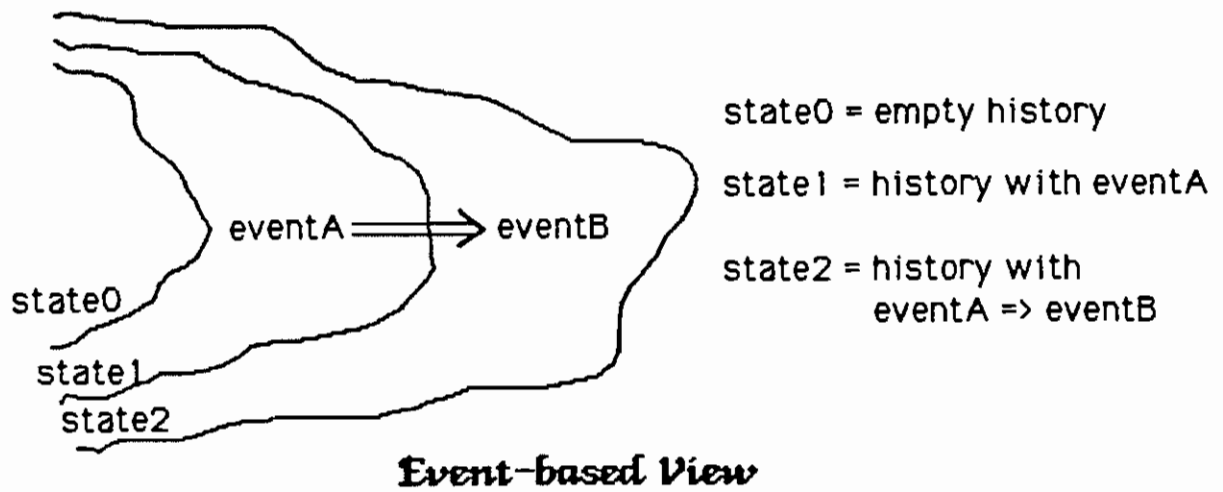 state0 = empty history
state1 = history with eventA
eventA eventB
state2 = history with
eventA => eventB
state0
state1
state2
Event-based View